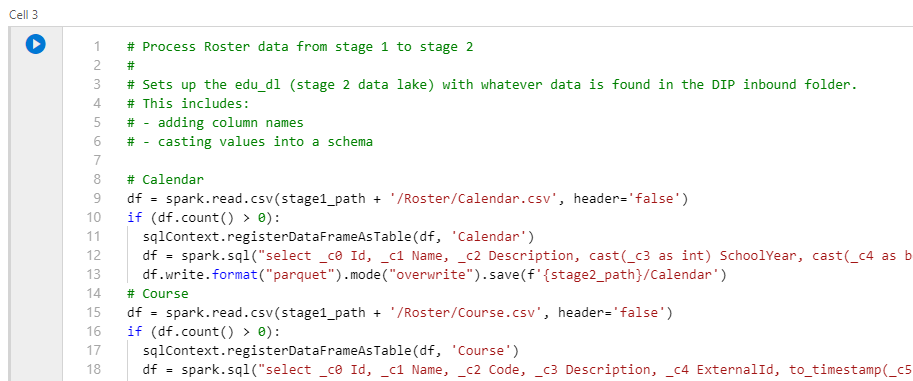 Cell 3
1 # Process Roster data from stage 1 to stage 2
2 #
3 # Sets up the edu_dl (stage 2 data lake) with whatever data is found in the DIP inbound folder.
4 # This includes:
5 # - adding column names
6 # - casting values into a schema
7
8 # Calendar
9 df = spark.read.csv(stage1_path + '/Roster/Calendar.csv', header='false')
10 if (df.count() > 0):
11 sqlContext.registerDataFrameAsTable(df, 'Calendar')
12 df = spark.sql("select _c0 Id, _c1 Name, _c2 Description, cast(_c3 as int) SchoolYear, cast(_c4 as b
13 df.write.format("parquet").mode("overwrite").save(f'{stage2_path}/Calendar')
14 # Course
15 df = spark.read.csv(stage1_path + '/Roster/Course.csv', header='false')
16 if (df.count() > 0):
17 sqlContext.registerDataFrameAsTable(df, 'Course')
18 df = spark.sql("select _c0 Id, _c1 Name, _c2 Code, _c3 Description, _c4 ExternalId, to_timestamp(_c5